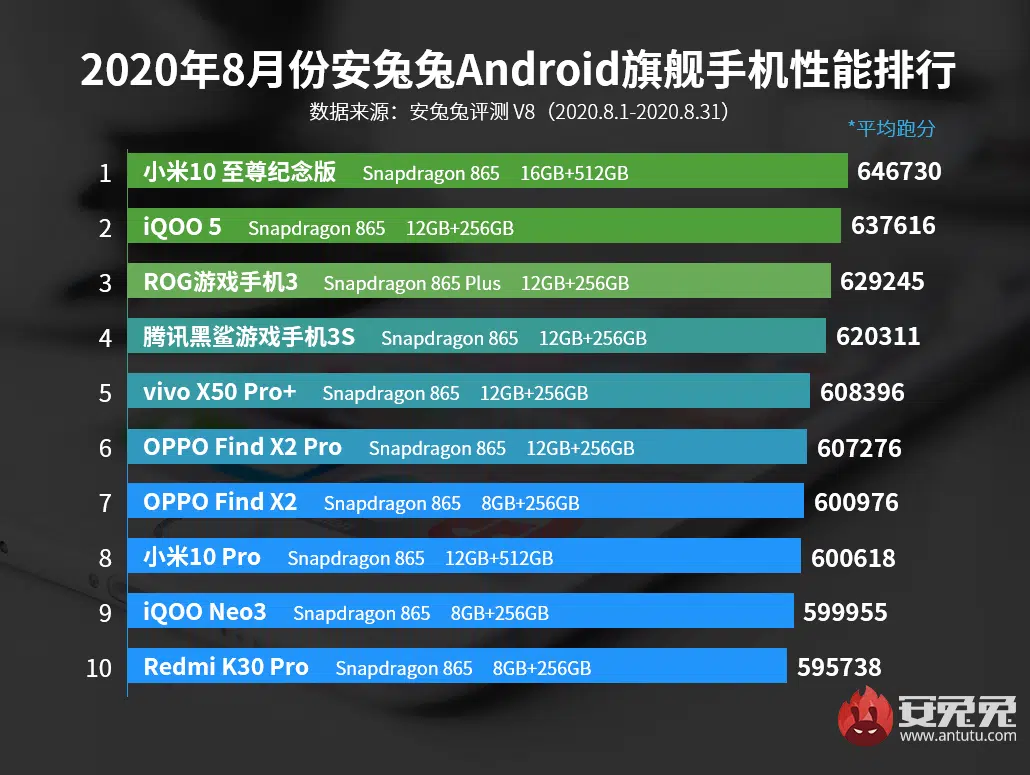 2020年8月份安兔兔Android旗舰手机性能排行
数据来源：安兔兔评测 V8（2020.8.1-2020.8.31）
*平均跑分
1 小米10 至尊纪念版 Snapdragon 865 16GB+512GB 646730
2 iQOO 5 Snapdragon 865 12GB+256GB 637616
3 ROG游戏手机3 Snapdragon 865 Plus 12GB+256GB 629245
4 腾讯黑鲨游戏手机3S Snapdragon 865 12GB+256GB 620311
5 vivo X50 Pro+ Snapdragon 865 12GB+256GB 608396
6 OPPO Find X2 Pro Snapdragon 865 12GB+256GB 607276
7 OPPO Find X2 Snapdragon 865 8GB+256GB 600976
8 小米10 Pro Snapdragon 865 12GB+512GB 600618
9 iQOO Neo3 Snapdragon 865 8GB+256GB 599955
10 Redmi K30 Pro Snapdragon 865 8GB+256GB 595738
安兔兔
www.antutu.com